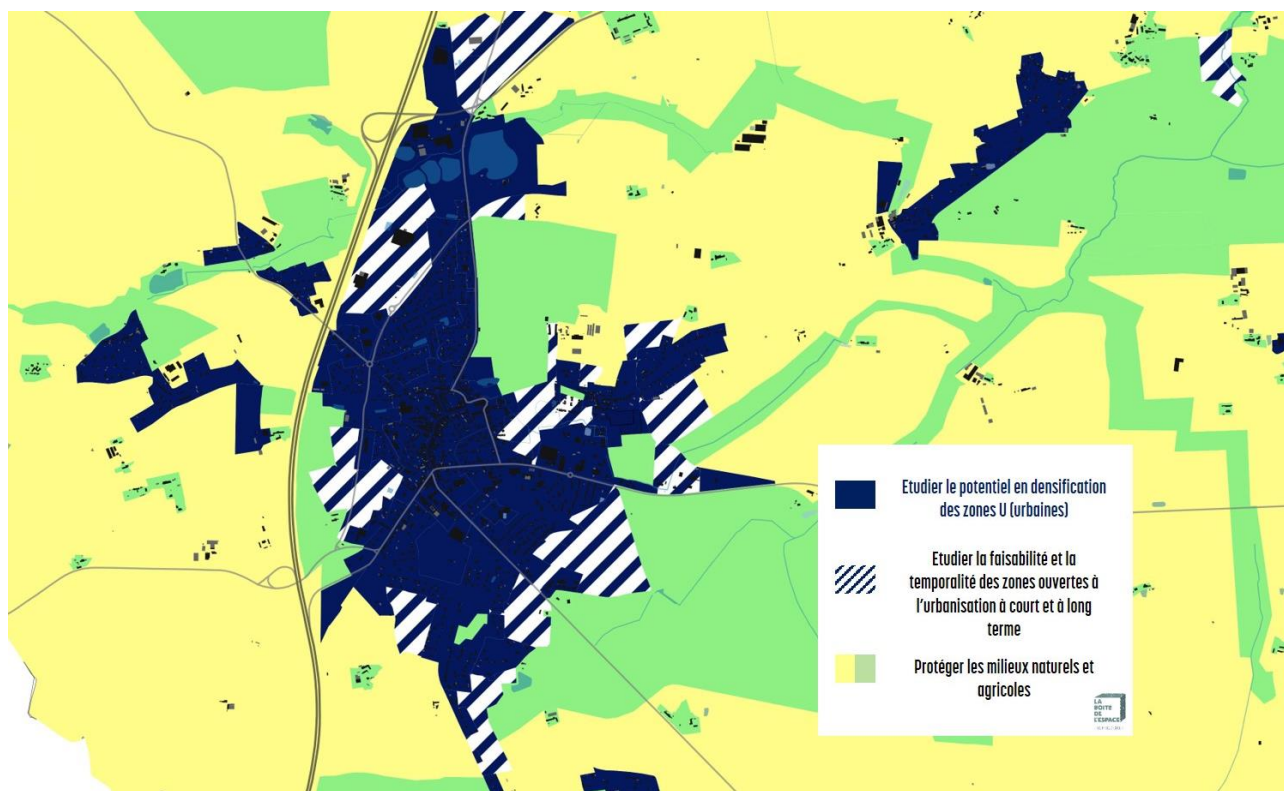 Etudier le potentiel en densification
des zones U (urbaines)
Etudier la faisabilité et la
temporalité des zones ouvertes à
l'urbanisation à court et à long
terme
Protéger les milieux naturels et
agricoles
LA
BOITE
DE
L'ESPACE